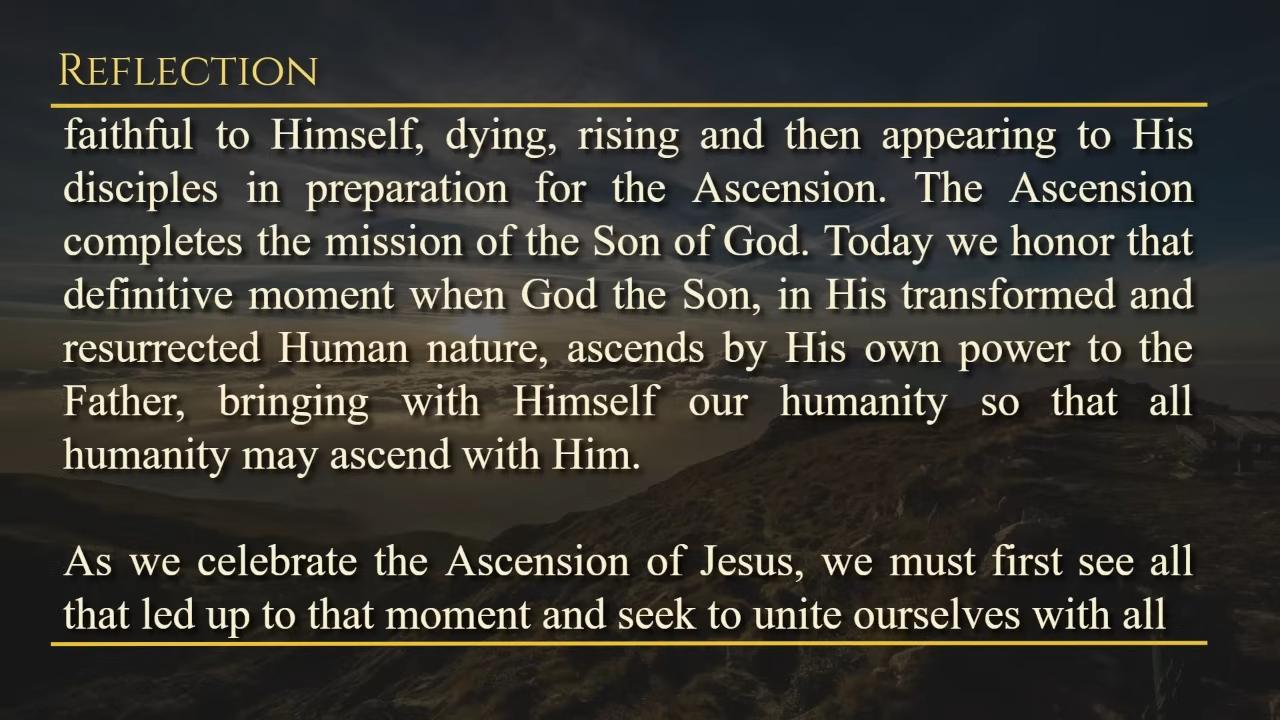 REFLECTION
faithful to Himself, dying, rising and then appearing to His
disciples in preparation for the Ascension. The Ascension
completes the mission of the Son of God. Today we honor that
definitive moment when God the Son, in His transformed and
resurrected Human nature, ascends by His own power to the
Father, bringing with Himself our humanity so that all
humanity may ascend with Him.
As we celebrate the Ascension of Jesus, we must first see all
that led up to that moment and seek to unite ourselves with all